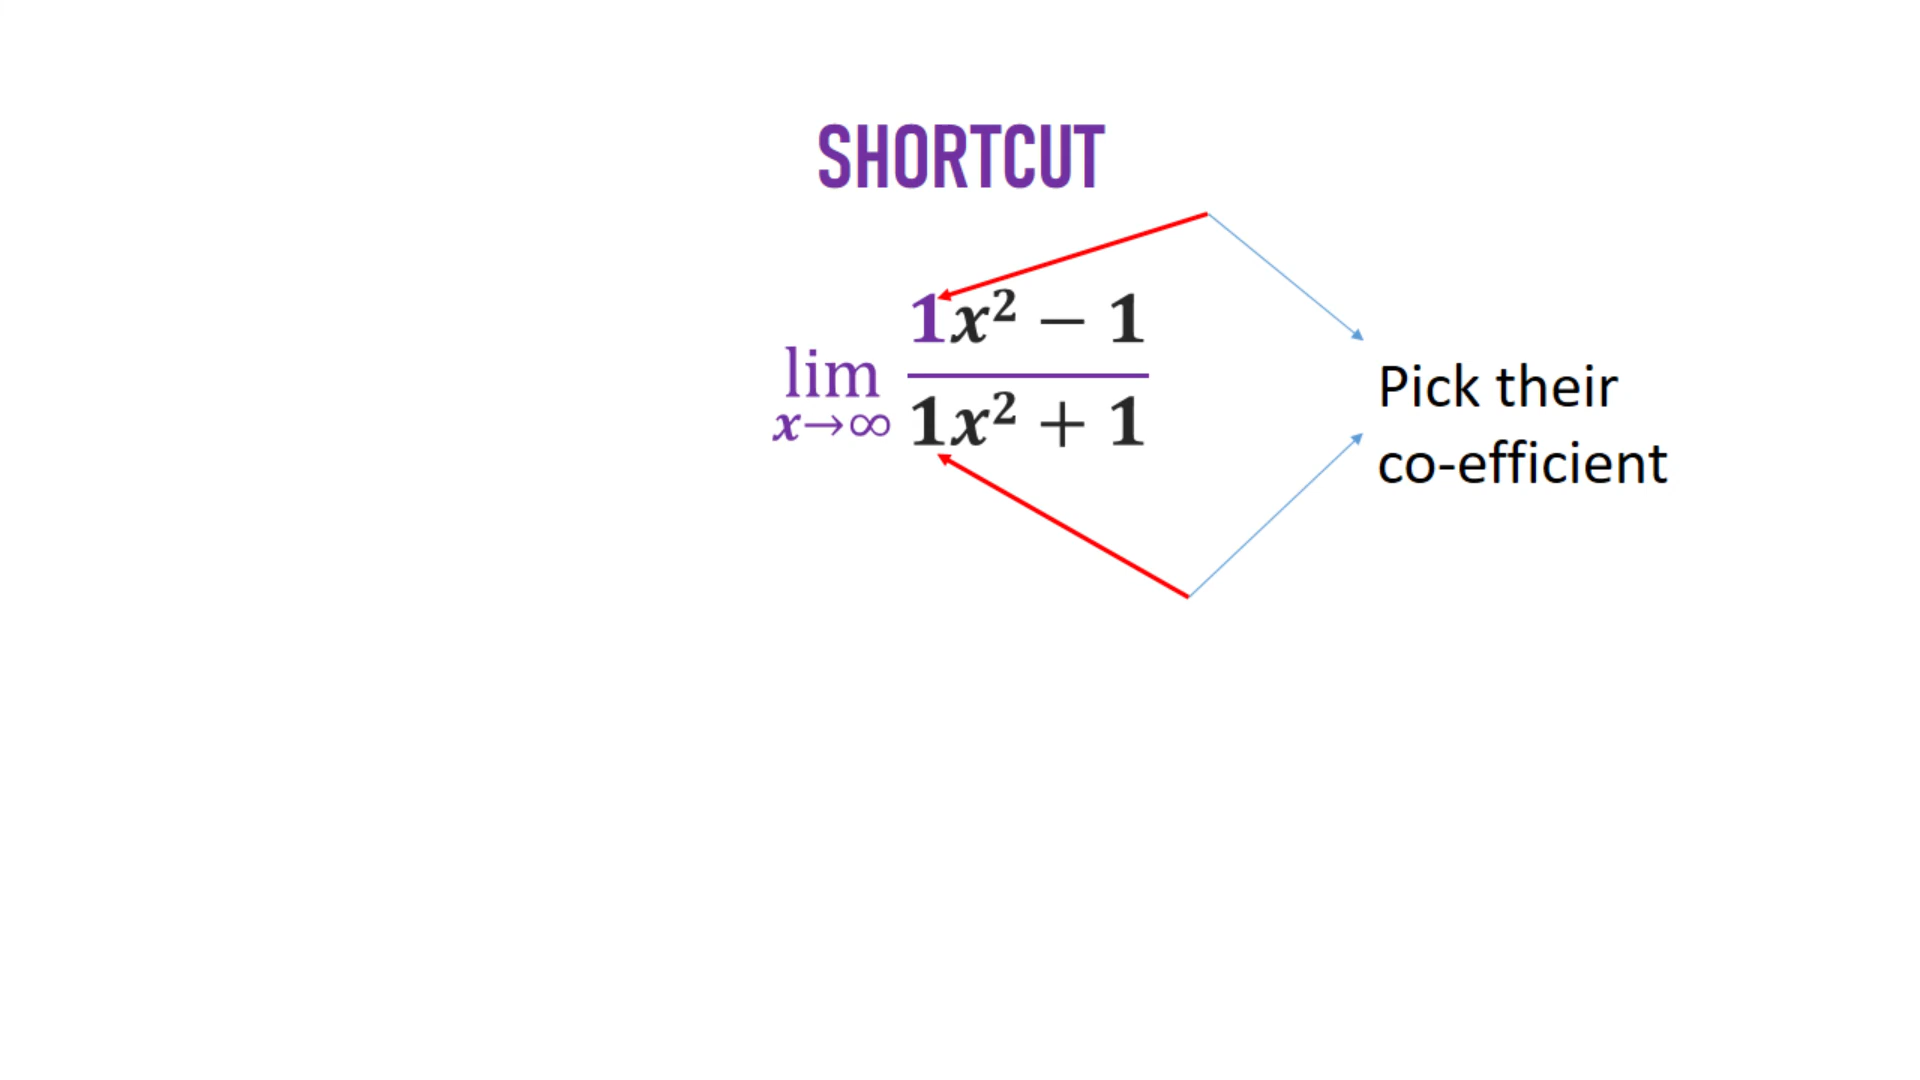 SHORTCUT
lim x→∞ (1x² − 1)/(1x² + 1)
Pick their
co-efficient